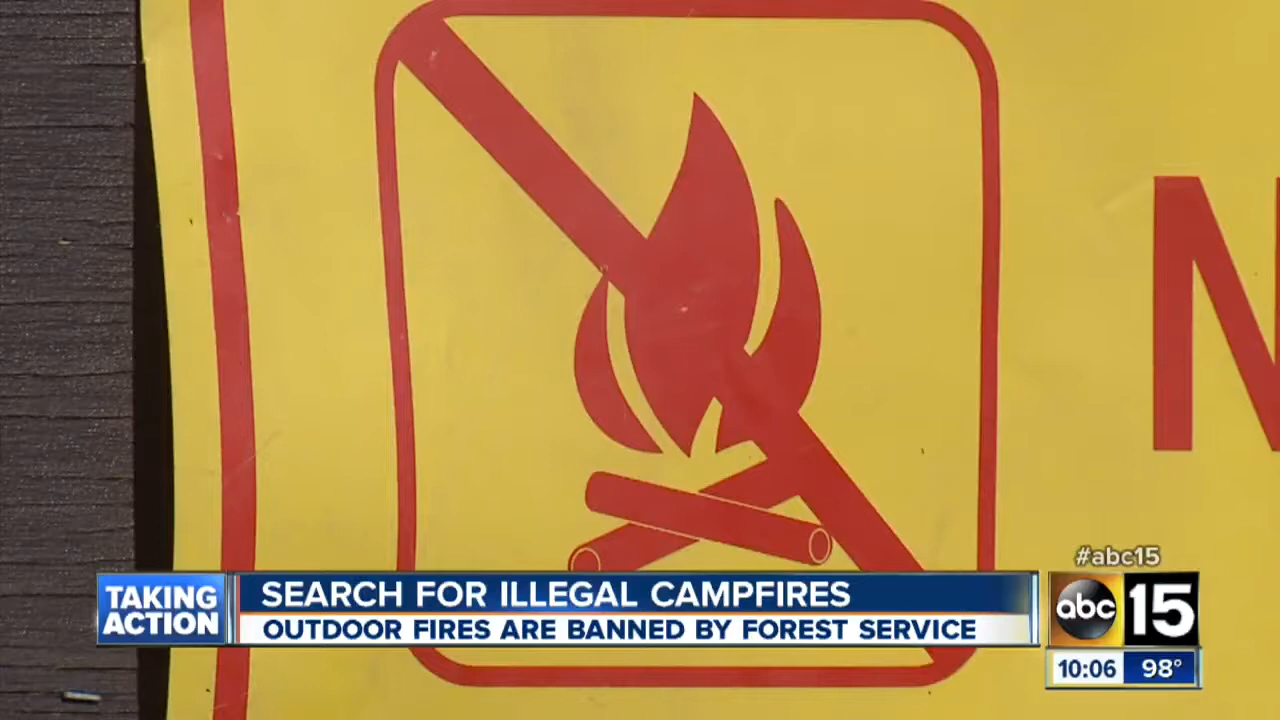 N
#abc15
TAKING
ACTION
SEARCH FOR ILLEGAL CAMPFIRES
OUTDOOR FIRES ARE BANNED BY FOREST SERVICE
abc 15
10:06 98°